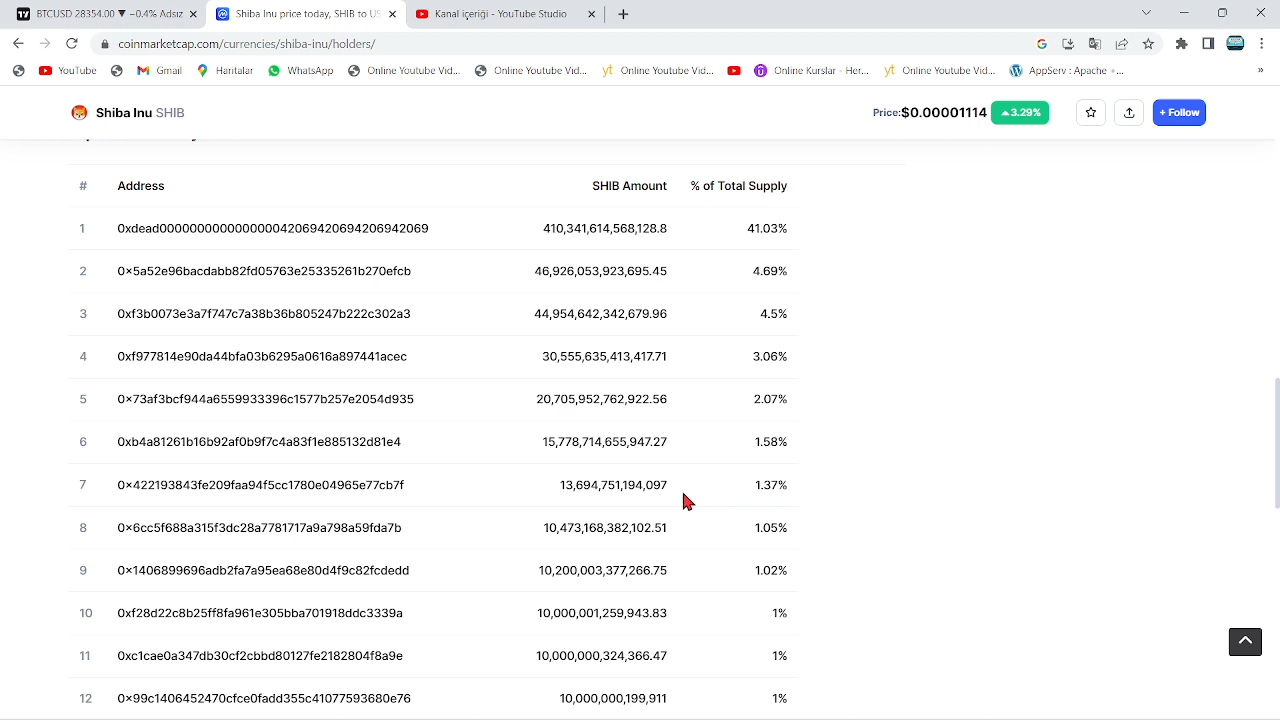 BTCUSD 28354.00 ▼ −0.4% Adsız
Shiba Inu price today, SHIB to US
Kanal içeriği - YouTube Studio
coinmarketcap.com/currencies/shiba-inu/holders/
YouTube
Gmail
Haritalar
WhatsApp
Online Youtube Vid...
Online Youtube Vid...
Online Youtube Vid...
Online Kurslar - Her...
Online Youtube Vid...
AppServ : Apache +...
»
Shiba Inu SHIB
Price:$0.00001114 3.29%
+ Follow
# Address SHIB Amount % of Total Supply
1 0xdead000000000000000042069420694206942069 410,341,614,568,128.8 41.03%
2 0x5a52e96bacdabb82fd05763e25335261b270efcb 46,926,053,923,695.45 4.69%
3 0xf3b0073e3a7f747c7a38b36b805247b222c302a3 44,954,642,342,679.96 4.5%
4 0xf977814e90da44bfa03b6295a0616a897441acec 30,555,635,413,417.71 3.06%
5 0x73af3bcf944a6559933396c1577b257e2054d935 20,705,952,762,922.56 2.07%
6 0xb4a81261b16b92af0b9f7c4a83f1e885132d81e4 15,778,714,655,947.27 1.58%
7 0x422193843fe209faa94f5cc1780e04965e77cb7f 13,694,751,194,097 1.37%
8 0x6cc5f688a315f3dc28a7781717a9a798a59fda7b 10,473,168,382,102.51 1.05%
9 0x1406899696adb2fa7a95ea68e80d4f9c82fcdedd 10,200,003,377,266.75 1.02%
10 0xf28d22c8b25ff8fa961e305bba701918ddc3339a 10,000,001,259,943.83 1%
11 0xc1cae0a347db30cf2cbbd80127fe2182804f8a9e 10,000,000,324,366.47 1%
12 0x99c1406452470cfce0fadd355c41077593680e76 10,000,000,199,911 1%